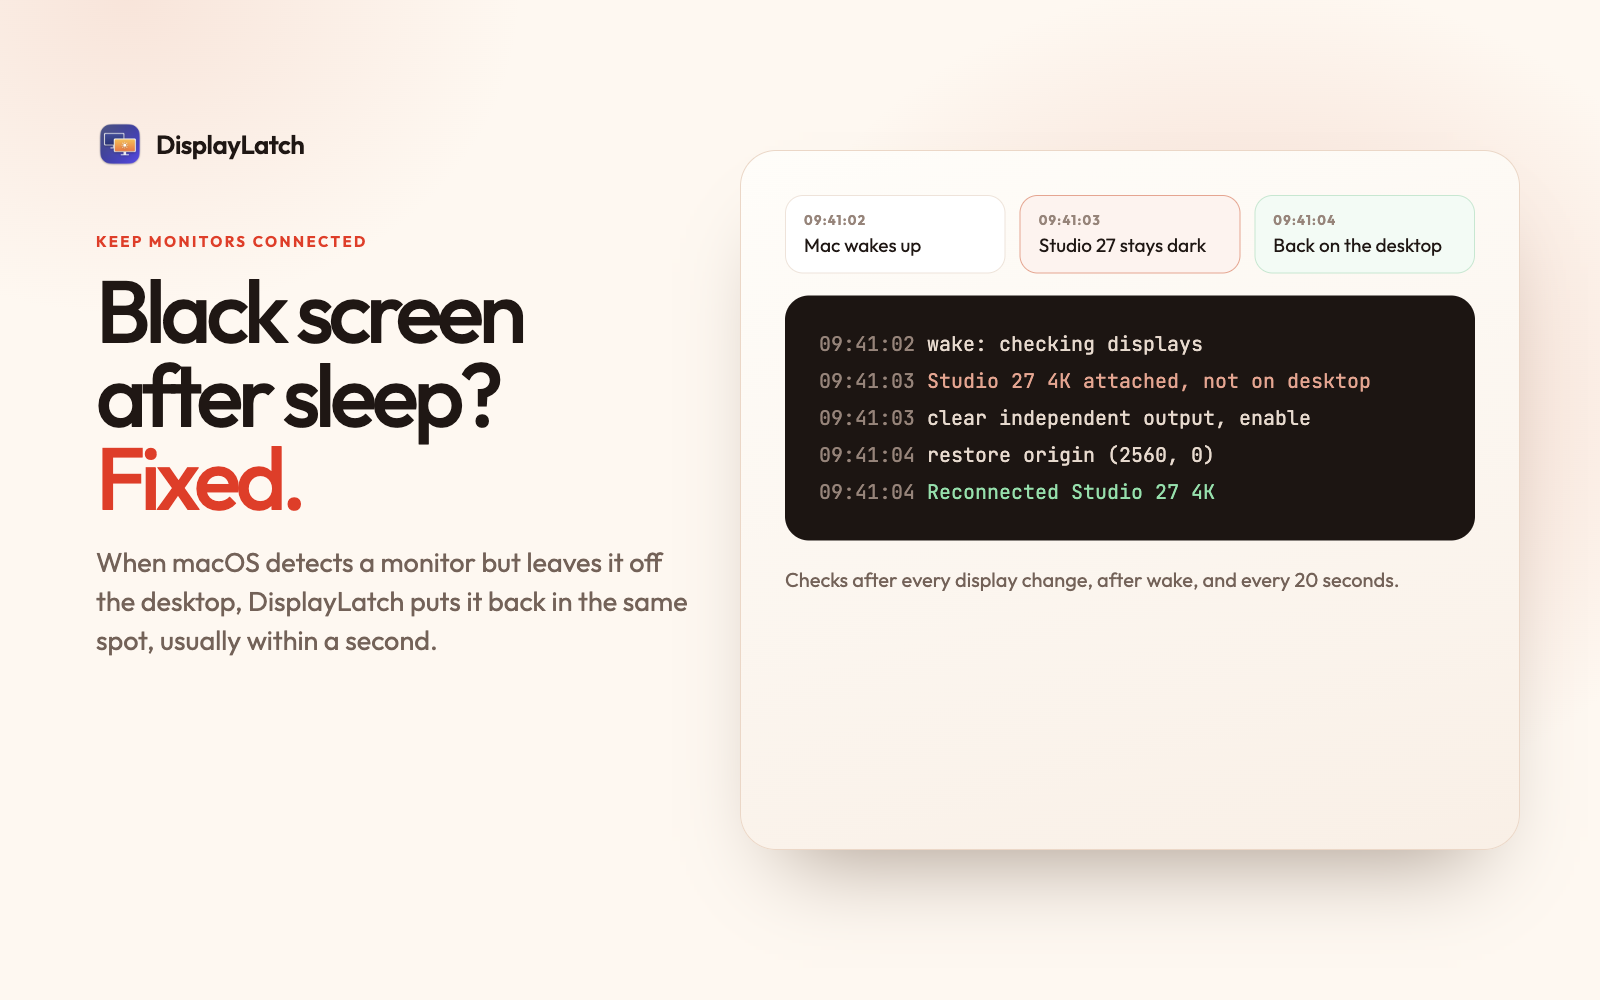 DisplayLatch
KEEP MONITORS CONNECTED
Black screen
after sleep?
Fixed.
When macOS detects a monitor but leaves it off
the desktop, DisplayLatch puts it back in the same
spot, usually within a second.
09:41:02
Mac wakes up
09:41:03
Studio 27 stays dark
09:41:04
Back on the desktop
09:41:02 wake: checking displays
09:41:03 Studio 27 4K attached, not on desktop
09:41:03 clear independent output, enable
09:41:04 restore origin (2560, 0)
09:41:04 Reconnected Studio 27 4K
Checks after every display change, after wake, and every 20 seconds.